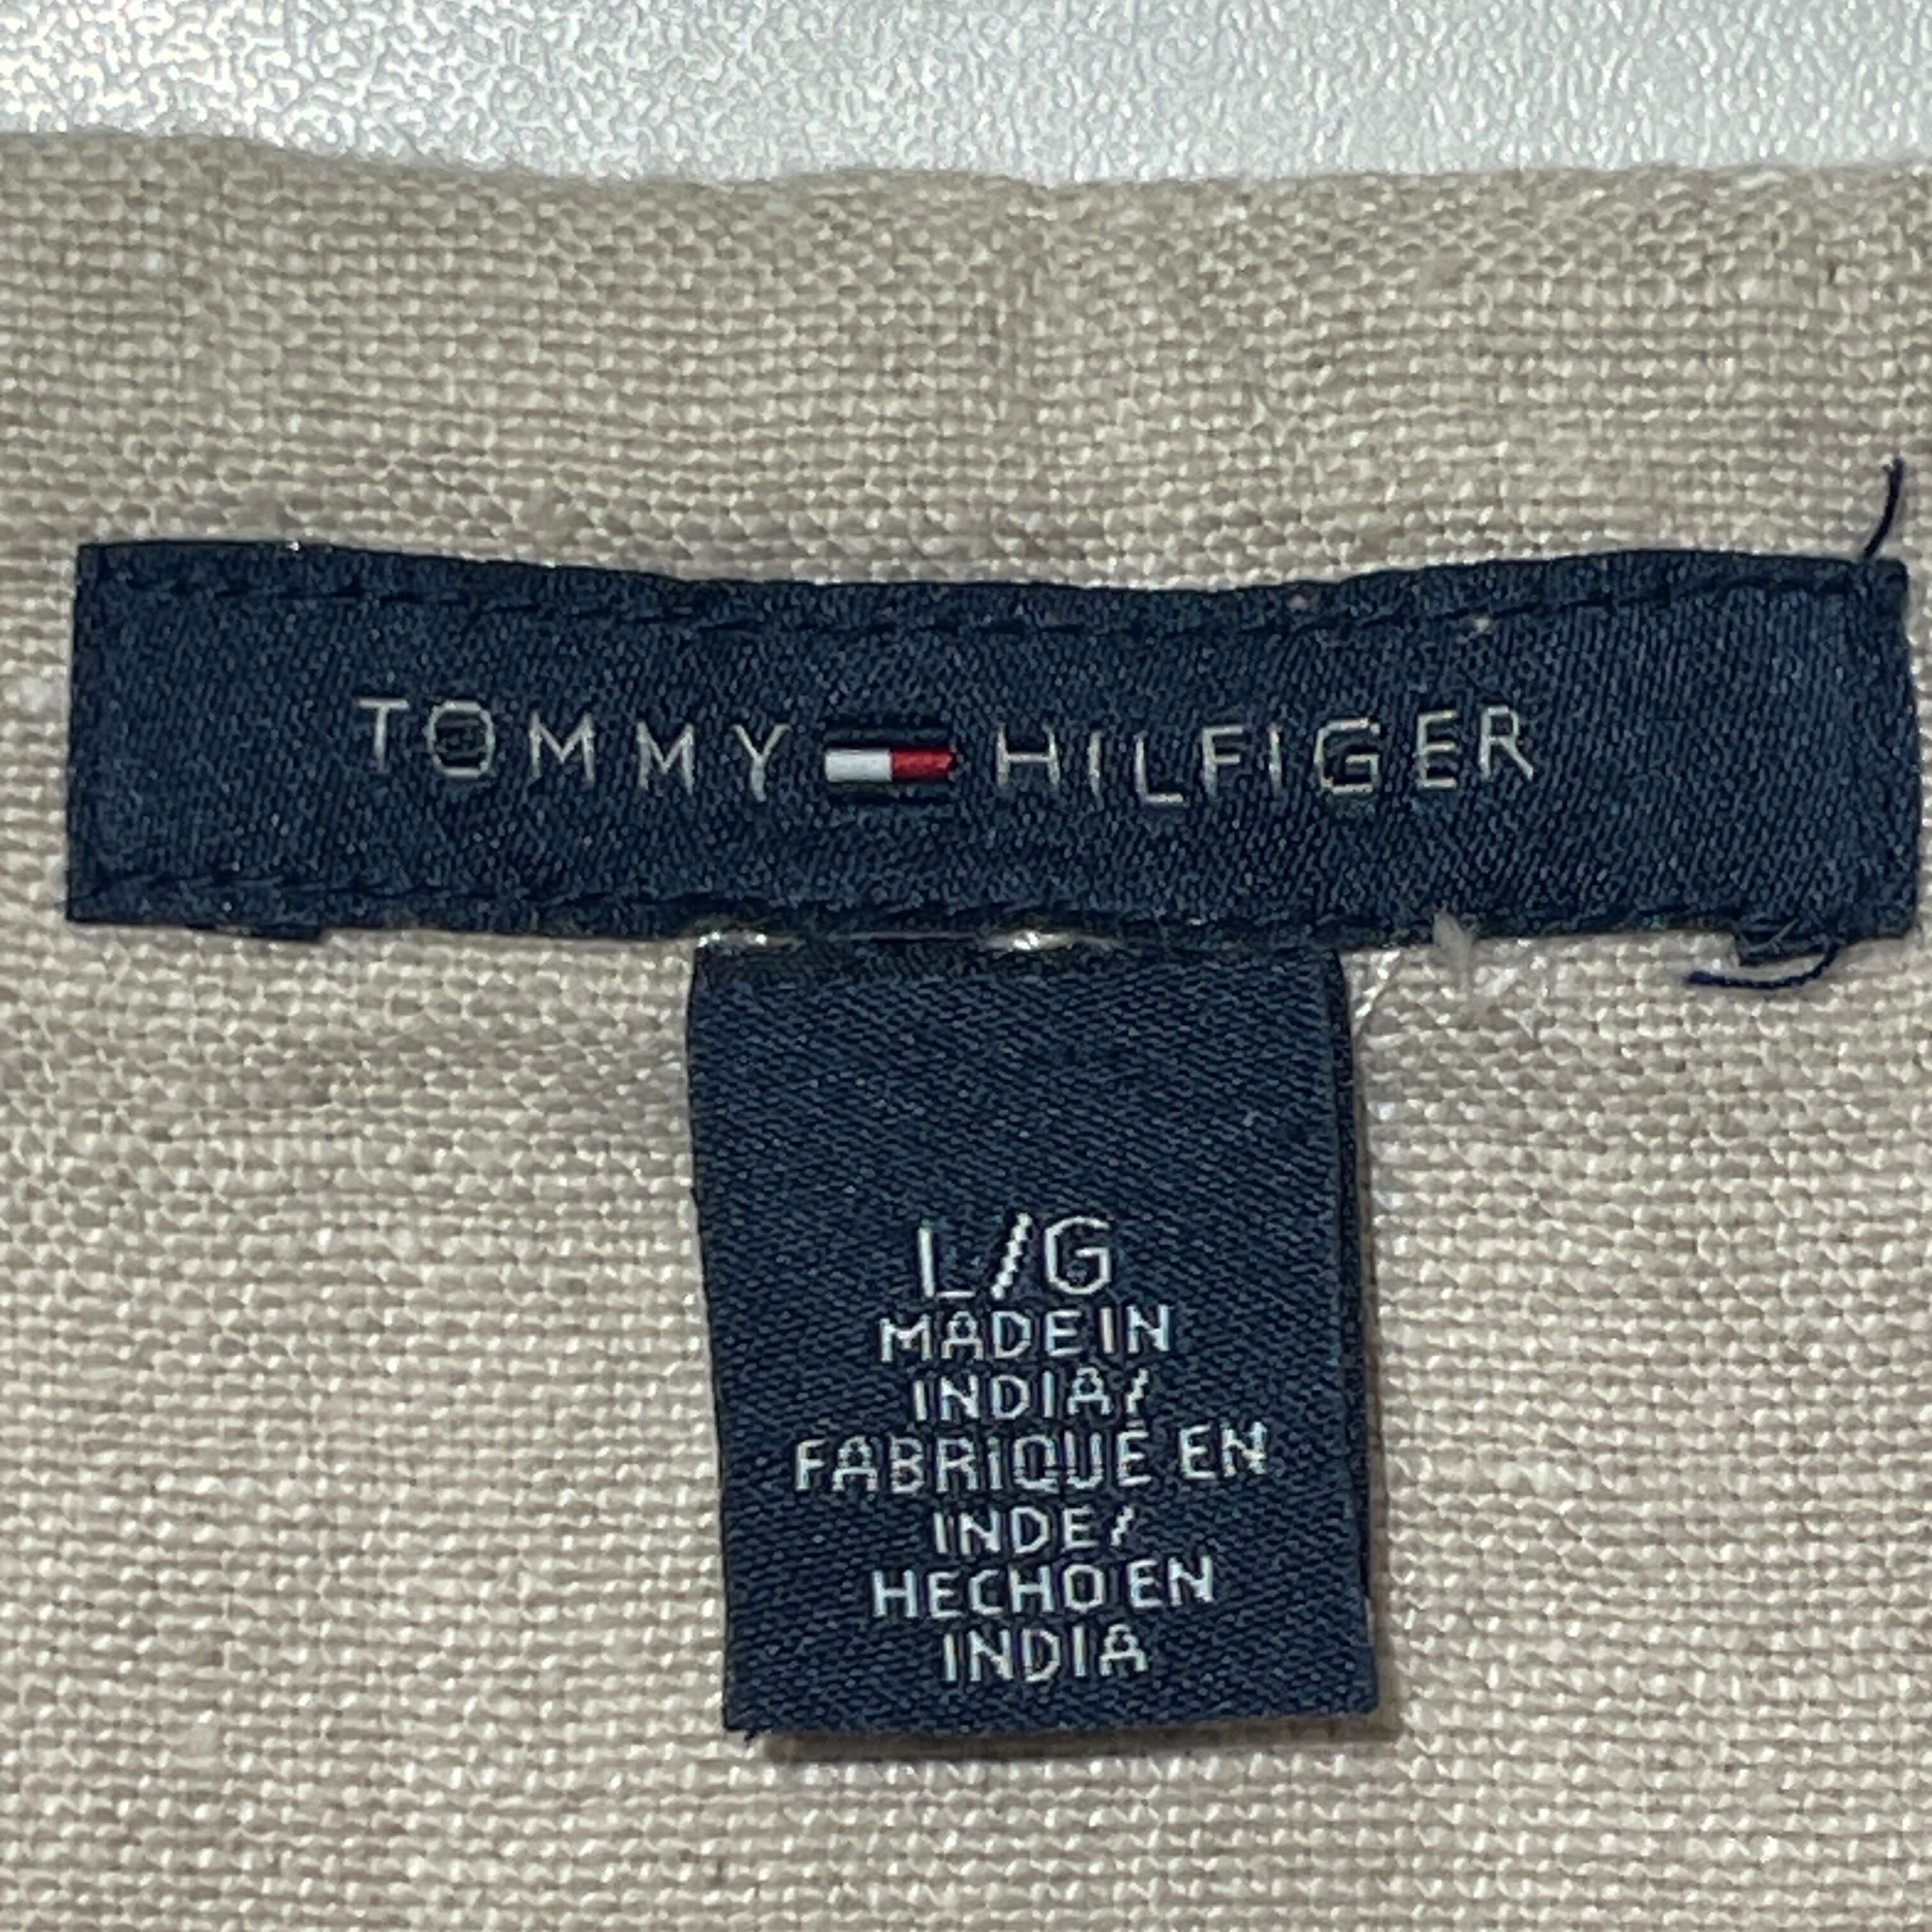 TOMMY HILFIGER
L/G
MADE IN
INDIA/
FABRIQUÉ EN
INDE/
HECHO EN
INDIA